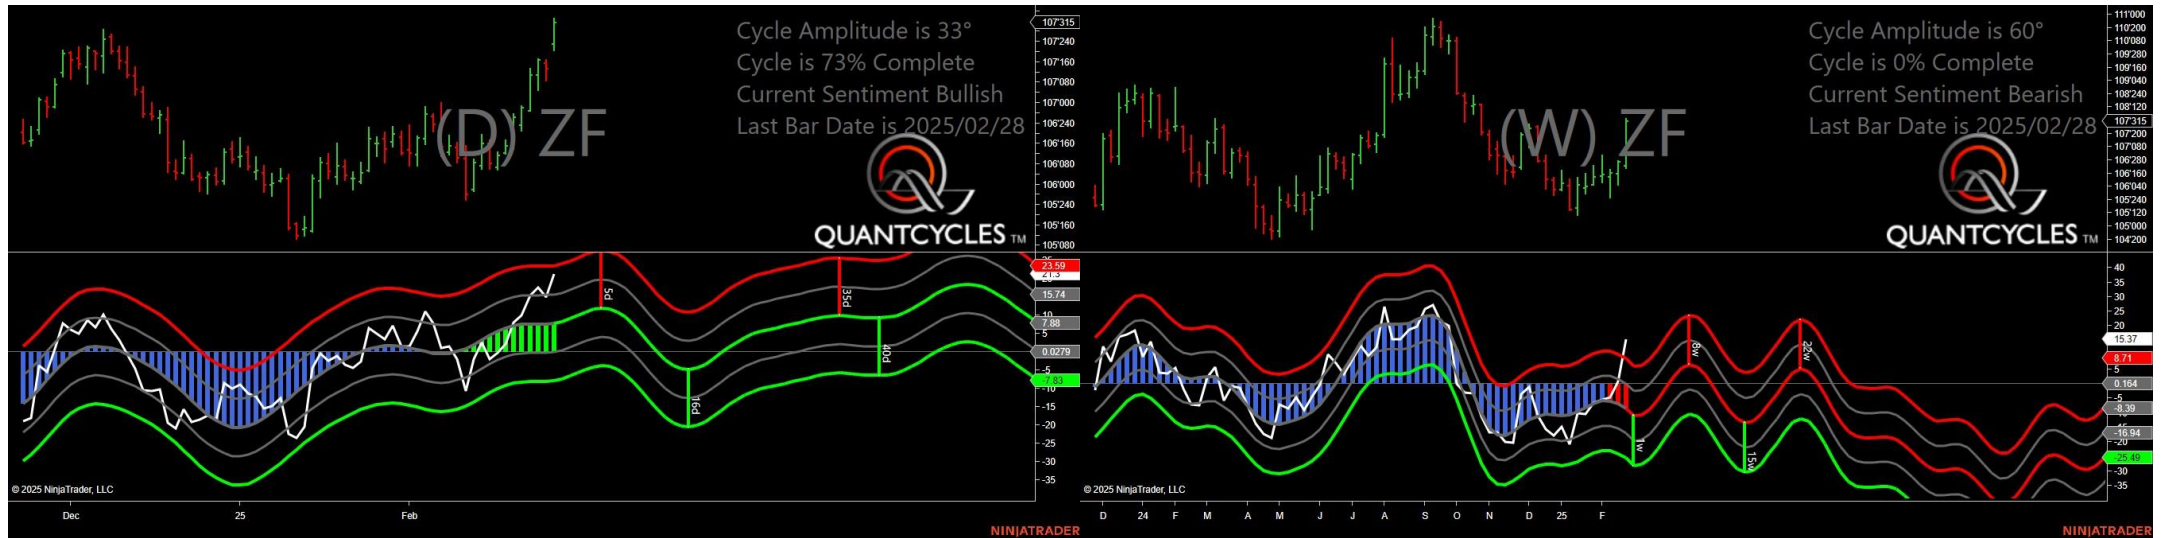 Cycle Amplitude is 33°
Cycle is 73% Complete
Current Sentiment Bullish
Last Bar Date is 2025/02/28
(D) ZF
QUANTCYCLES TM
107'315
107'240
107'160
107'080
107'000
106'240
106'160
106'080
106'000
105'240
105'160
105'080
23.59
21.3
15.74
10
7.88
5
0.0279
-5
-7.83
-10
-15
-20
-25
-30
-35
5d
16d
35d
40d
© 2025 NinjaTrader, LLC
Dec
25
Feb
NINJATRADER
Cycle Amplitude is 60°
Cycle is 0% Complete
Current Sentiment Bearish
Last Bar Date is 2025/02/28
(W) ZF
QUANTCYCLES TM
111'000
110'200
110'080
109'280
109'160
109'040
108'240
108'120
107'315
107'200
107'080
106'280
106'160
106'040
105'240
105'120
105'000
104'200
40
35
30
25
20
15.37
8.71
5
0.164
-5
-8.39
-16.94
-20
-25.49
-30
-35
1w
8w
15w
22w
© 2025 NinjaTrader, LLC
D 24 F M A M J J A S O N D 25 F
NINJATRADER